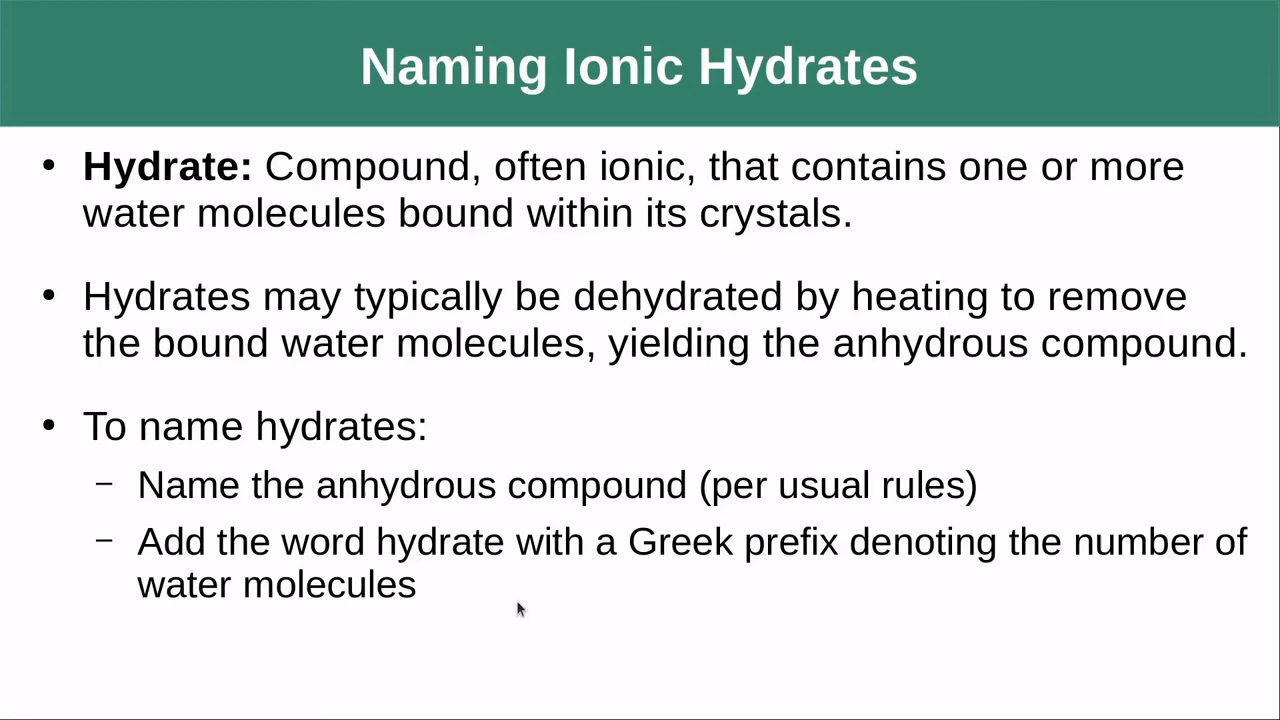 Naming Ionic Hydrates
• Hydrate: Compound, often ionic, that contains one or more
water molecules bound within its crystals.
• Hydrates may typically be dehydrated by heating to remove
the bound water molecules, yielding the anhydrous compound.
• To name hydrates:
– Name the anhydrous compound (per usual rules)
– Add the word hydrate with a Greek prefix denoting the number of
water molecules